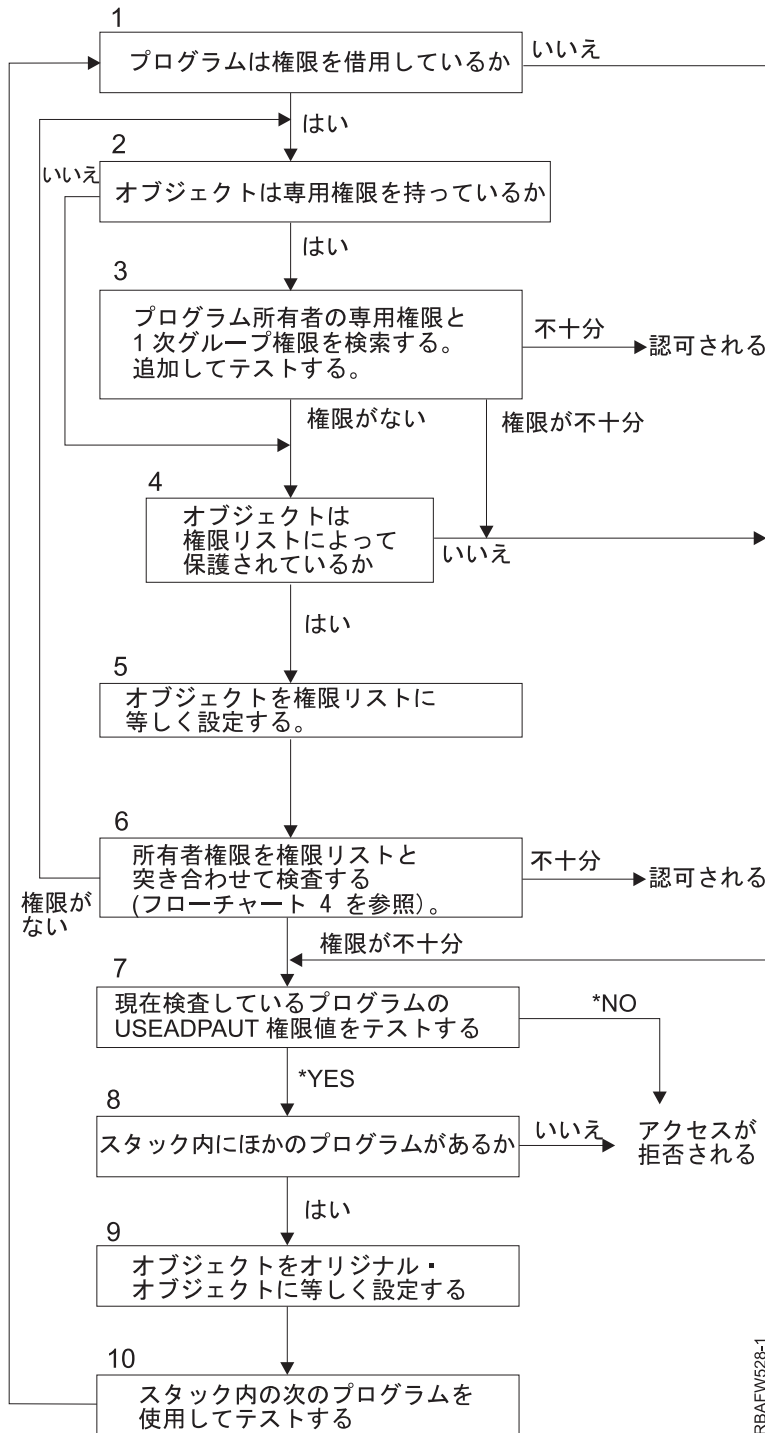 1
プログラムは権限を借用しているか
いいえ
はい
2
いいえ
オブジェクトは専用権限を持っているか
はい
3
プログラム所有者の専用権限と
1 次グループ権限を検索する。
追加してテストする。
不十分
認可される
権限がない
権限が不十分
4
オブジェクトは
権限リストによって
保護されているか
いいえ
はい
5
オブジェクトを権限リストに
等しく設定する。
6
所有者権限を権限リストと
突き合わせて検査する
(フローチャート 4 を参照)。
不十分
認可される
権限が
ない
権限が不十分
7
現在検査しているプログラムの
USEADPAUT 権限値をテストする
*NO
*YES
8
スタック内にほかのプログラムがあるか
いいえ
アクセスが
拒否される
はい
9
オブジェクトをオリジナル・
オブジェクトに等しく設定する
10
スタック内の次のプログラムを
使用してテストする
RBAFW528-1